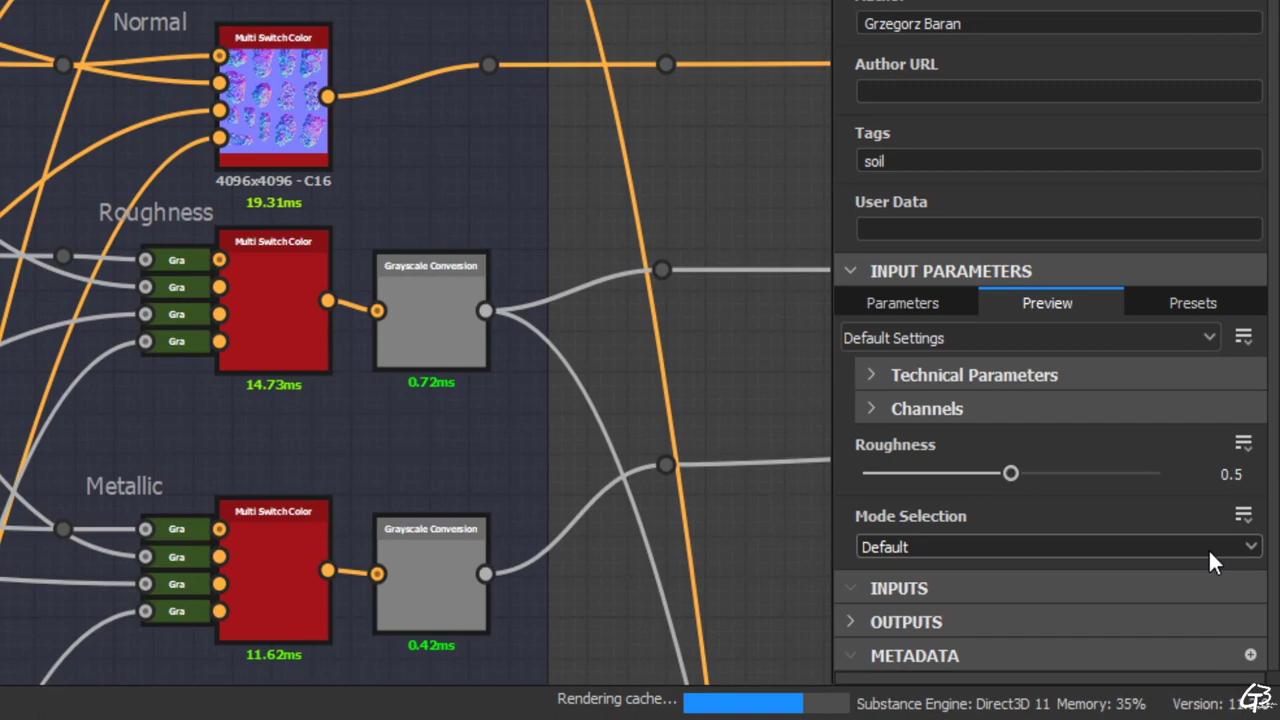 Normal
Multi Switch Color
4096x4096 - C16
19.31ms
Roughness
Multi Switch Color
Gra
Gra
Gra
Gra
14.73ms
Grayscale Conversion
0.72ms
Metallic
Multi Switch Color
Gra
Gra
Gra
Gra
11.62ms
Grayscale Conversion
0.42ms
Grzegorz Baran
Author URL
Tags
soil
User Data
INPUT PARAMETERS
Parameters Preview Presets
Default Settings
Technical Parameters
Channels
Roughness
0.5
Mode Selection
Default
INPUTS
OUTPUTS
METADATA
Rendering cache... Substance Engine: Direct3D 11 Memory: 35% Version: